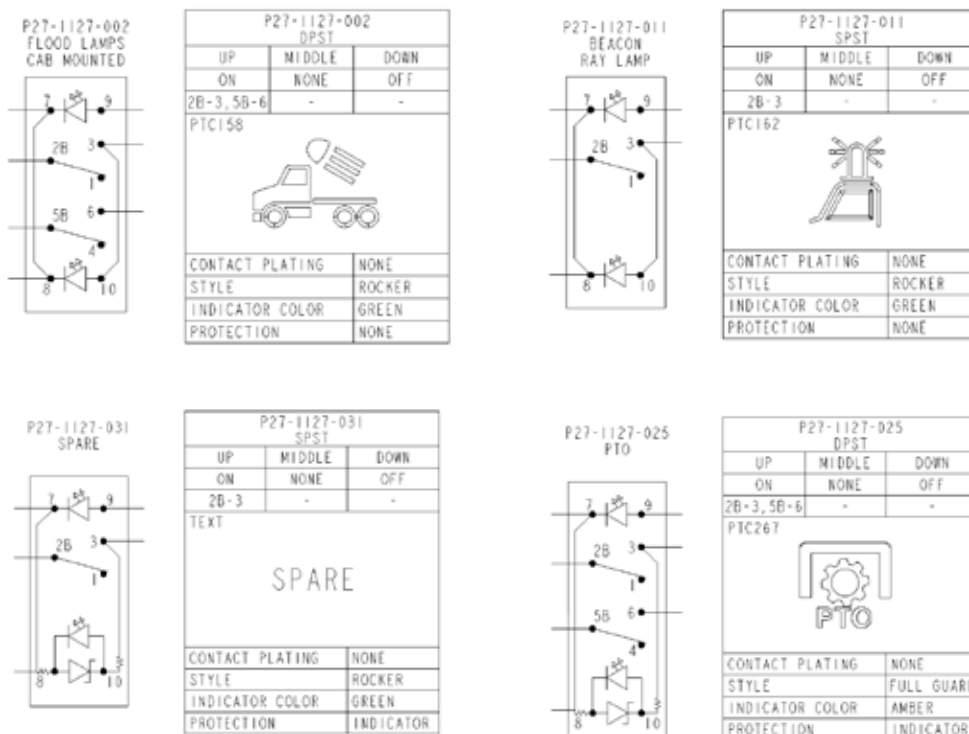 P27-1127-002
FLOOD LAMPS
CAB MOUNTED
7 9
2B 3
1
5B 6
4
8 10
P27-1127-002
DPST
UP MIDDLE DOWN
ON NONE OFF
2B-3,5B-6 - -
PTC158
CONTACT PLATING NONE
STYLE ROCKER
INDICATOR COLOR GREEN
PROTECTION NONE
P27-1127-011
BEACON
RAY LAMP
7 9
2B 3
1
8 10
P27-1127-011
SPST
UP MIDDLE DOWN
ON NONE OFF
2B-3 - -
PTC162
CONTACT PLATING NONE
STYLE ROCKER
INDICATOR COLOR GREEN
PROTECTION NONE
P27-1127-031
SPARE
7 9
2B 3
1
8 10
P27-1127-031
SPST
UP MIDDLE DOWN
ON NONE OFF
2B-3 - -
TEXT
SPARE
CONTACT PLATING NONE
STYLE ROCKER
INDICATOR COLOR GREEN
PROTECTION INDICATOR
P27-1127-025
PTO
7 9
2B 3
1
5B 6
4
8 10
P27-1127-025
DPST
UP MIDDLE DOWN
ON NONE OFF
2B-3,5B-6 - -
PTC267
PTO
CONTACT PLATING NONE
STYLE FULL GUARD
INDICATOR COLOR AMBER
PROTECTION INDICATOR